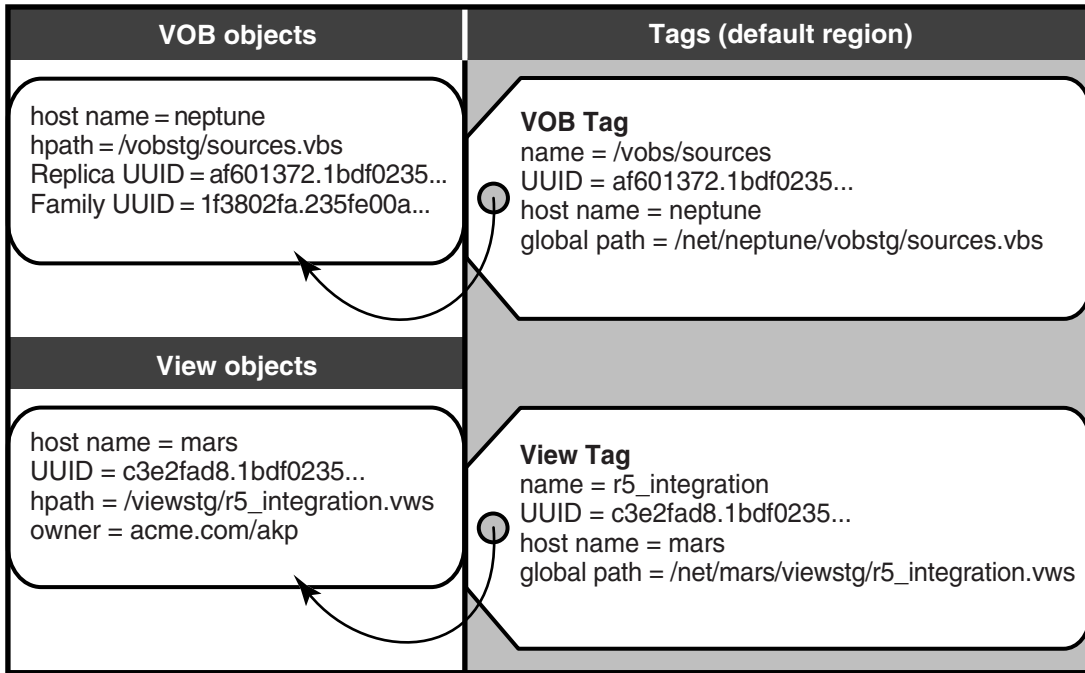 VOB objects
Tags (default region)
host name = neptune
hpath = /vobstg/sources.vbs
Replica UUID = af601372.1bdf0235...
Family UUID = 1f3802fa.235fe00a...
VOB Tag
name = /vobs/sources
UUID = af601372.1bdf0235...
host name = neptune
global path = /net/neptune/vobstg/sources.vbs
View objects
host name = mars
UUID = c3e2fad8.1bdf0235...
hpath = /viewstg/r5_integration.vws
owner = acme.com/akp
View Tag
name = r5_integration
UUID = c3e2fad8.1bdf0235...
host name = mars
global path = /net/mars/viewstg/r5_integration.vws